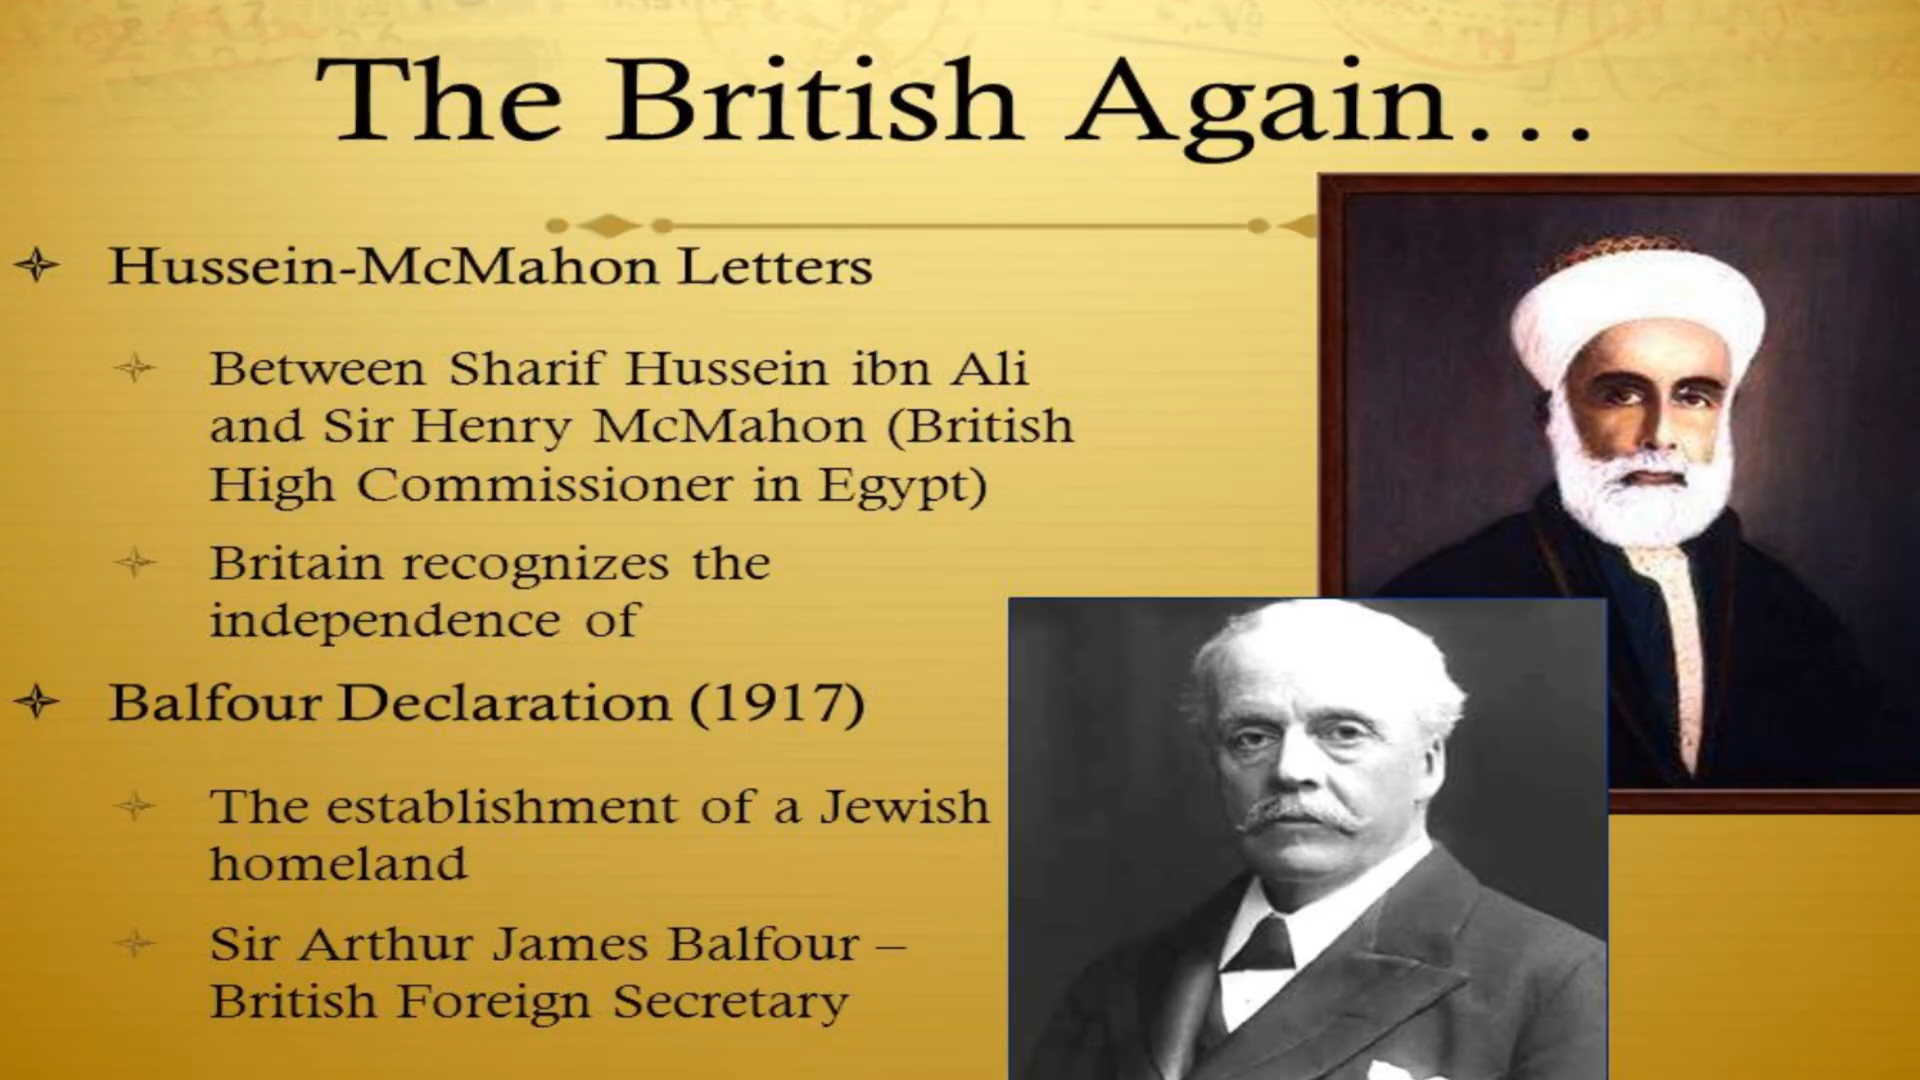 The British Again…
Hussein-McMahon Letters
Between Sharif Hussein ibn Ali
and Sir Henry McMahon (British
High Commissioner in Egypt)
Britain recognizes the
independence of
Balfour Declaration (1917)
The establishment of a Jewish
homeland
Sir Arthur James Balfour –
British Foreign Secretary